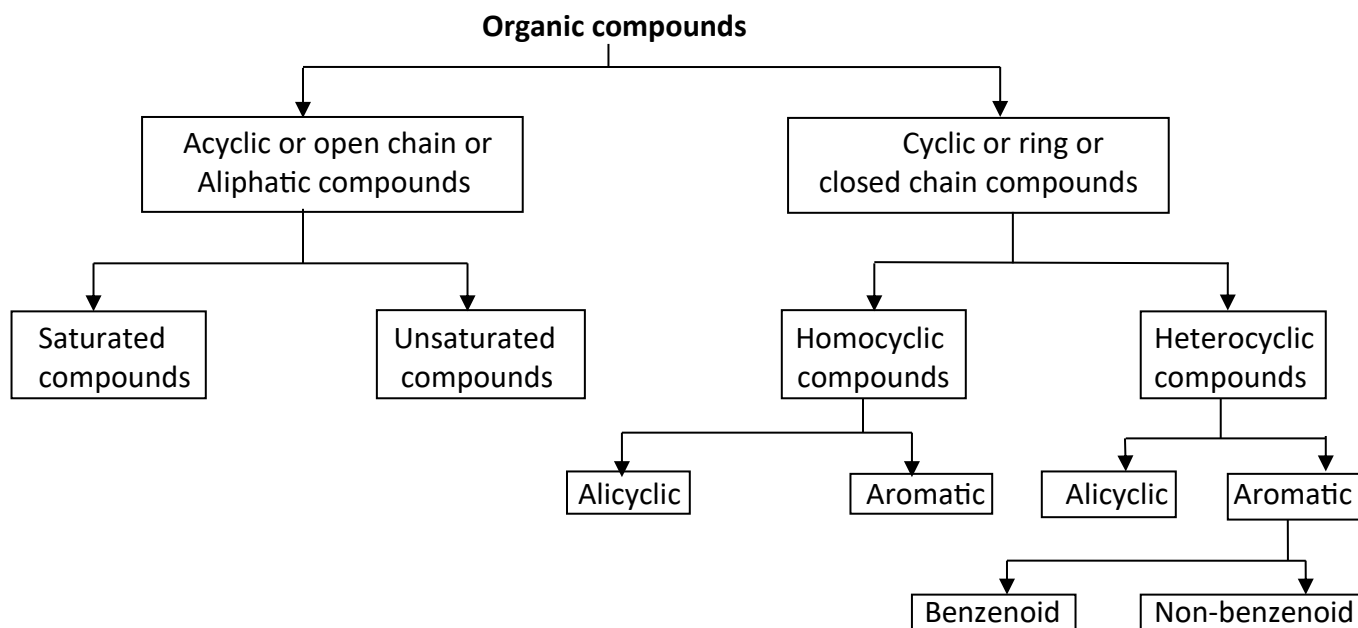 Organic compounds
Acyclic or open chain or
Aliphatic compounds
Cyclic or ring or
closed chain compounds
Saturated
compounds
Unsaturated
compounds
Homocyclic
compounds
Heterocyclic
compounds
Alicyclic
Aromatic
Alicyclic
Aromatic
Benzenoid
Non-benzenoid